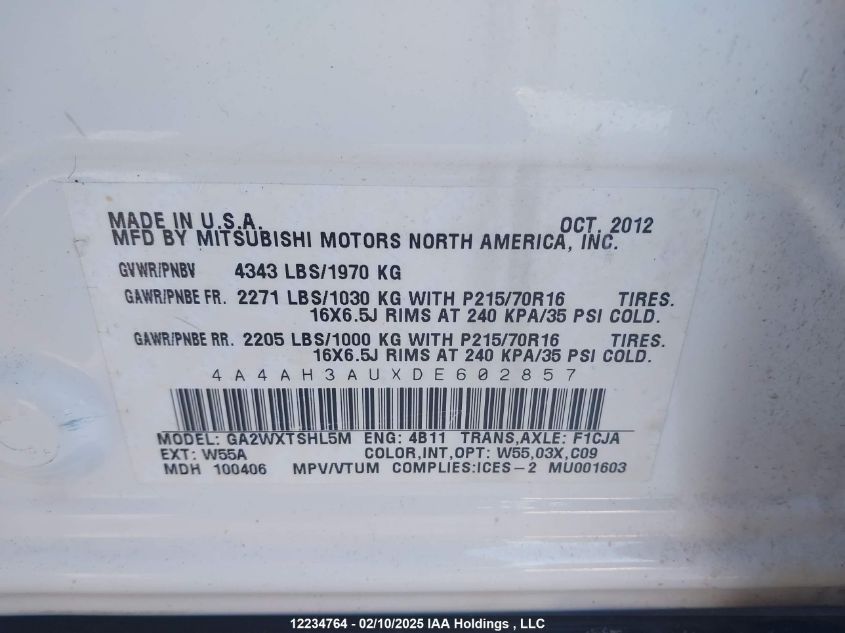 MADE IN U.S.A. OCT, 2012
MFD BY MITSUBISHI MOTORS NORTH AMERICA, INC.
GVWR/PNBV 4343 LBS/1970 KG
GAWR/PNBE FR. 2271 LBS/1030 KG WITH P215/70R16 TIRES.
16X6.5J RIMS AT 240 KPA/35 PSI COLD.
GAWR/PNBE RR. 2205 LBS/1000 KG WITH P215/70R16 TIRES.
16X6.5J RIMS AT 240 KPA/35 PSI COLD.
4A4AH3AUXDE602857
MODEL: GA2WXTSHL5M ENG: 4B11 TRANS,AXLE: F1CJA
EXT: W55A COLOR,INT,OPT: W55,03X,C09
MDH 100406 MPV/VTUM COMPLIES:ICES-2 MU001603
12234764 - 02/10/2025 IAA Holdings , LLC